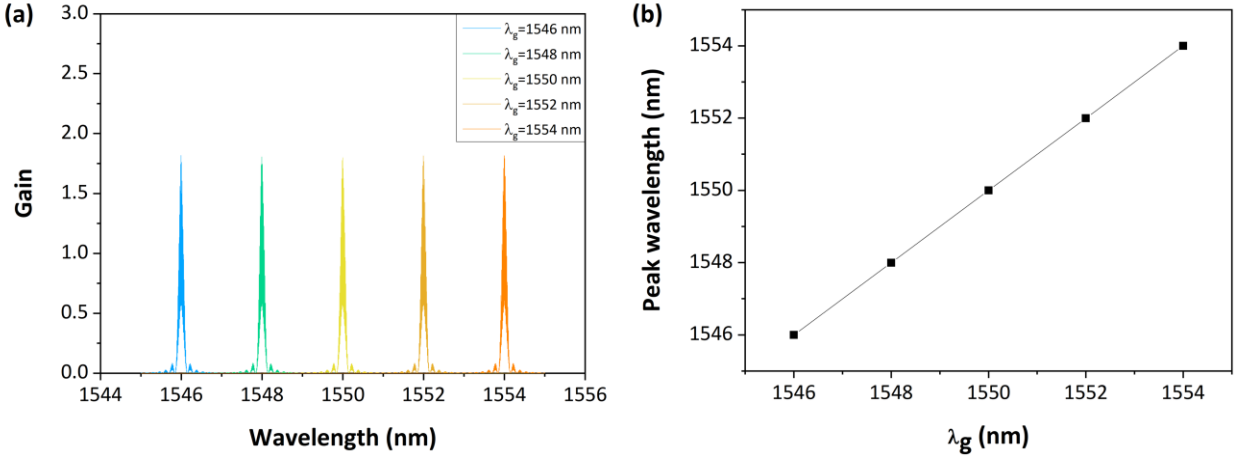 (a)
3.0
2.5
2.0
1.5
1.0
0.5
0.0
Gain
1544 1546 1548 1550 1552 1554 1556
Wavelength (nm)
λg=1546 nm
λg=1548 nm
λg=1550 nm
λg=1552 nm
λg=1554 nm
(b)
1554
1552
1550
1548
1546
Peak wavelength (nm)
1546 1548 1550 1552 1554
λg (nm)